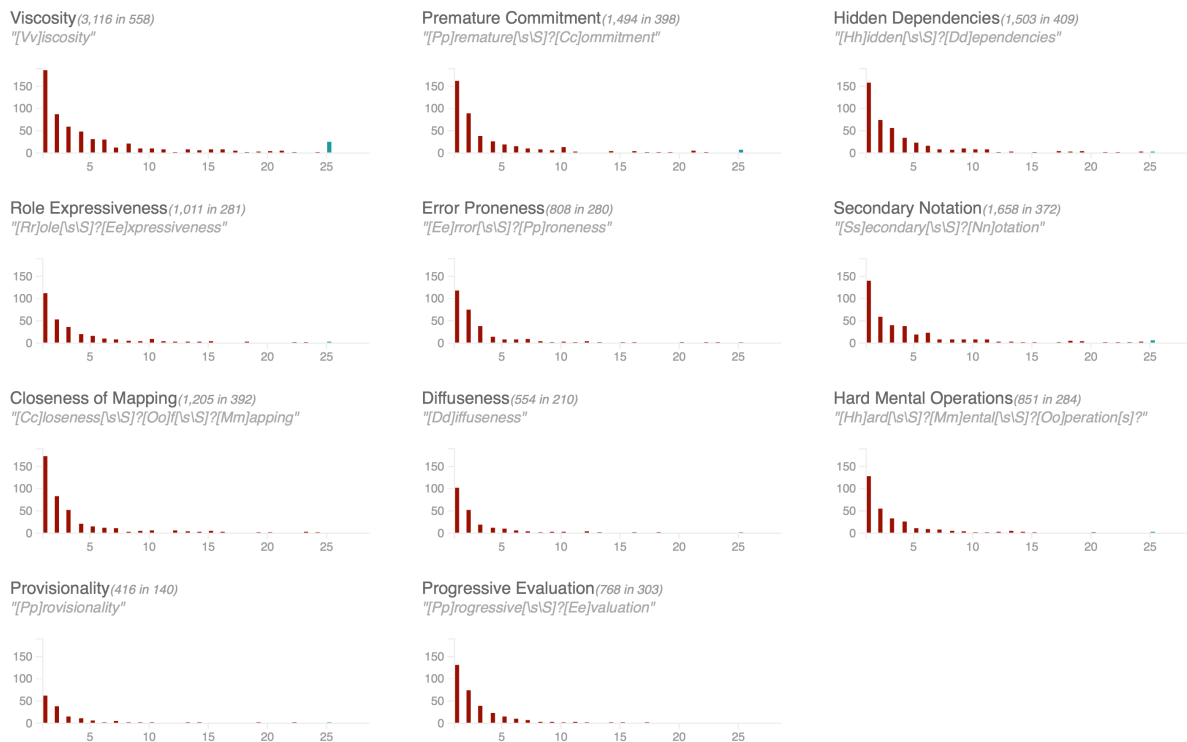 Viscosity(3,116 in 558)
"[Vv]iscosity"
150
100
50
0
5 10 15 20 25
Premature Commitment(1,494 in 398)
"[Pp]remature[\s\S]?[Cc]ommitment"
150
100
50
0
5 10 15 20 25
Hidden Dependencies(1,503 in 409)
"[Hh]idden[\s\S]?[Dd]ependencies"
150
100
50
0
5 10 15 20 25
Role Expressiveness(1,011 in 281)
"[Rr]ole[\s\S]?[Ee]xpressiveness"
150
100
50
0
5 10 15 20 25
Error Proneness(808 in 280)
"[Ee]rror[\s\S]?[Pp]roneness"
150
100
50
0
5 10 15 20 25
Secondary Notation(1,658 in 372)
"[Ss]econdary[\s\S]?[Nn]otation"
150
100
50
0
5 10 15 20 25
Closeness of Mapping(1,205 in 392)
"[Cc]loseness[\s\S]?[Oo]f[\s\S]?[Mm]apping"
150
100
50
0
5 10 15 20 25
Diffuseness(554 in 210)
"[Dd]iffuseness"
150
100
50
0
5 10 15 20 25
Hard Mental Operations(851 in 284)
"[Hh]ard[\s\S]?[Mm]ental[\s\S]?[Oo]peration[s]?"
150
100
50
0
5 10 15 20 25
Provisionality(416 in 140)
"[Pp]rovisionality"
150
100
50
0
5 10 15 20 25
Progressive Evaluation(768 in 303)
"[Pp]rogressive[\s\S]?[Ee]valuation"
150
100
50
0
5 10 15 20 25